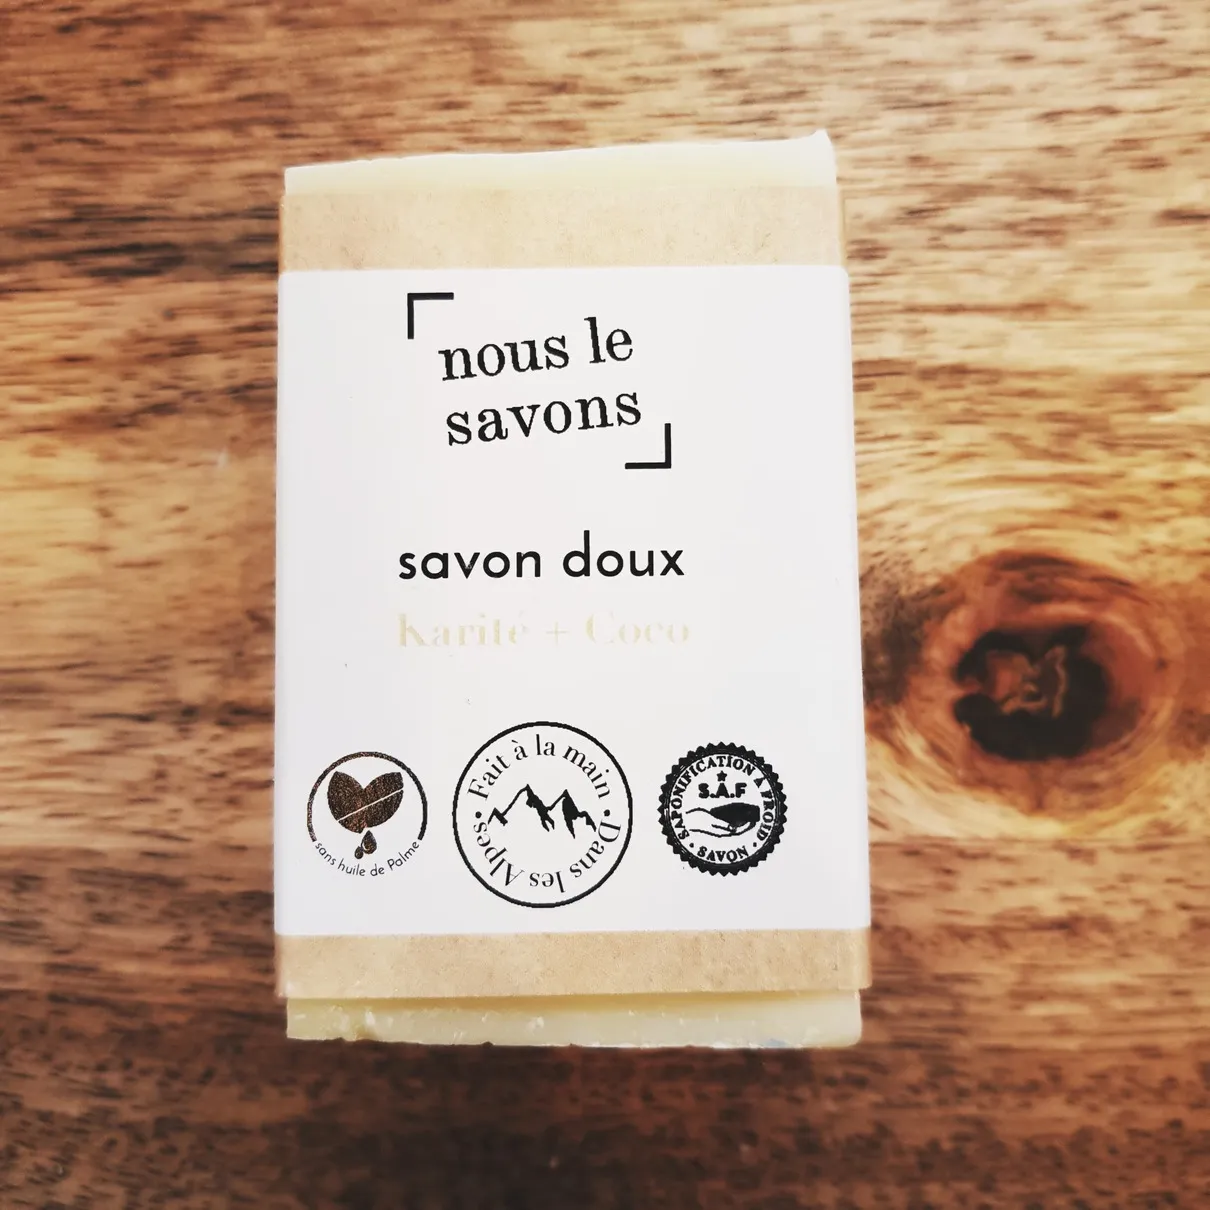 nous le
savons
savon doux
Karité + Coco
sans huile de Palme
Fait à la main • Dans les Alpes •
SAPONIFICATION À FROID • SAVON •
S.A.F